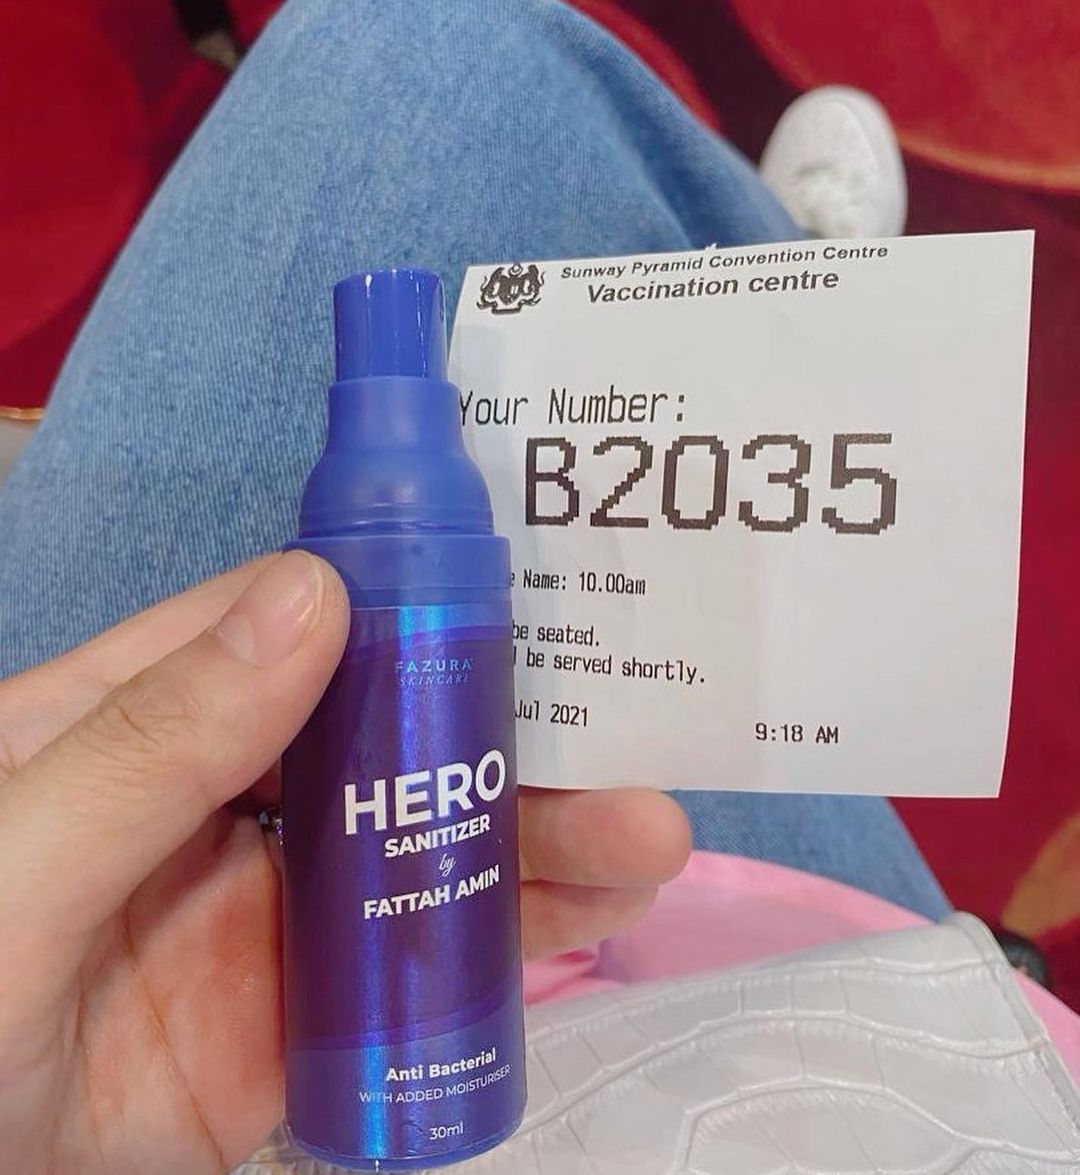 Sunway Pyramid Convention Centre
Vaccination centre
Your Number:
B2035
Name: 10.00am
be seated.
be served shortly.
Jul 2021
9:18 AM
FAZURA
SKINCARE
HERO
SANITIZER
by
FATTAH AMIN
Anti Bacterial
WITH ADDED MOISTURISER
30ml